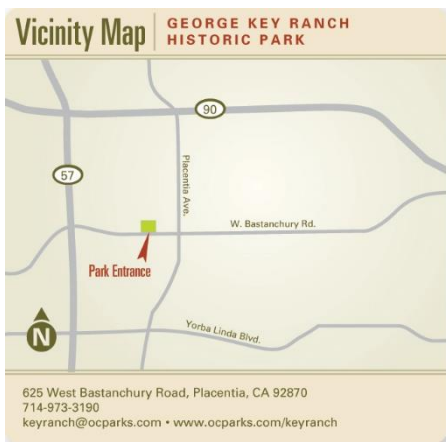 Vicinity Map
GEORGE KEY RANCH
HISTORIC PARK
90
Placentia Ave.
57
W. Bastanchury Rd.
Park Entrance
N
Yorba Linda Blvd.
625 West Bastanchury Road, Placentia, CA 92870
714-973-3190
keyranch@ocparks.com • www.ocparks.com/keyranch